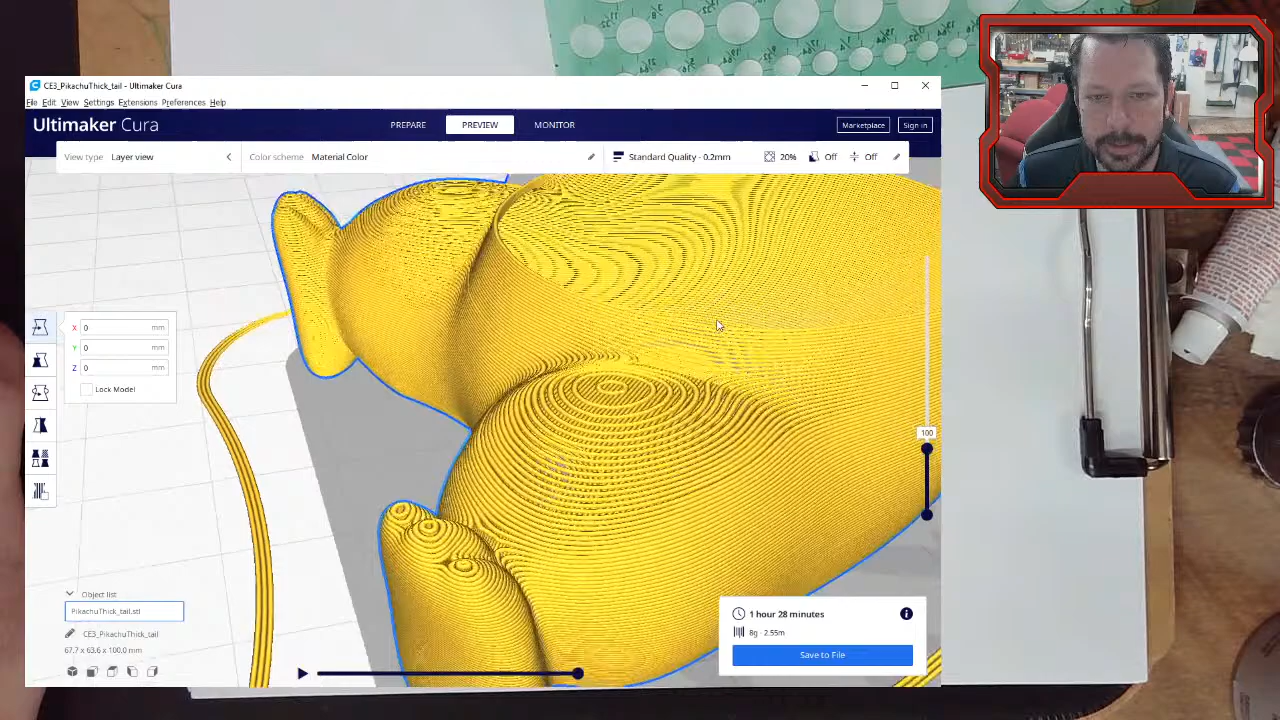 CE3_PikachuThick_tail - Ultimaker Cura
File Edit View Settings Extensions Preferences Help
Ultimaker Cura
PREPARE
PREVIEW
MONITOR
Marketplace
Sign in
View type Layer view
Color scheme Material Color
Standard Quality - 0.2mm
20%
Off
Off
X 0 mm
Y 0 mm
Z 0 mm
Lock Model
100
Object list
PikachuThick_tail.stl
CE3_PikachuThick_tail
67.7 x 63.6 x 100.0 mm
1 hour 28 minutes
8g · 2.55m
Save to File